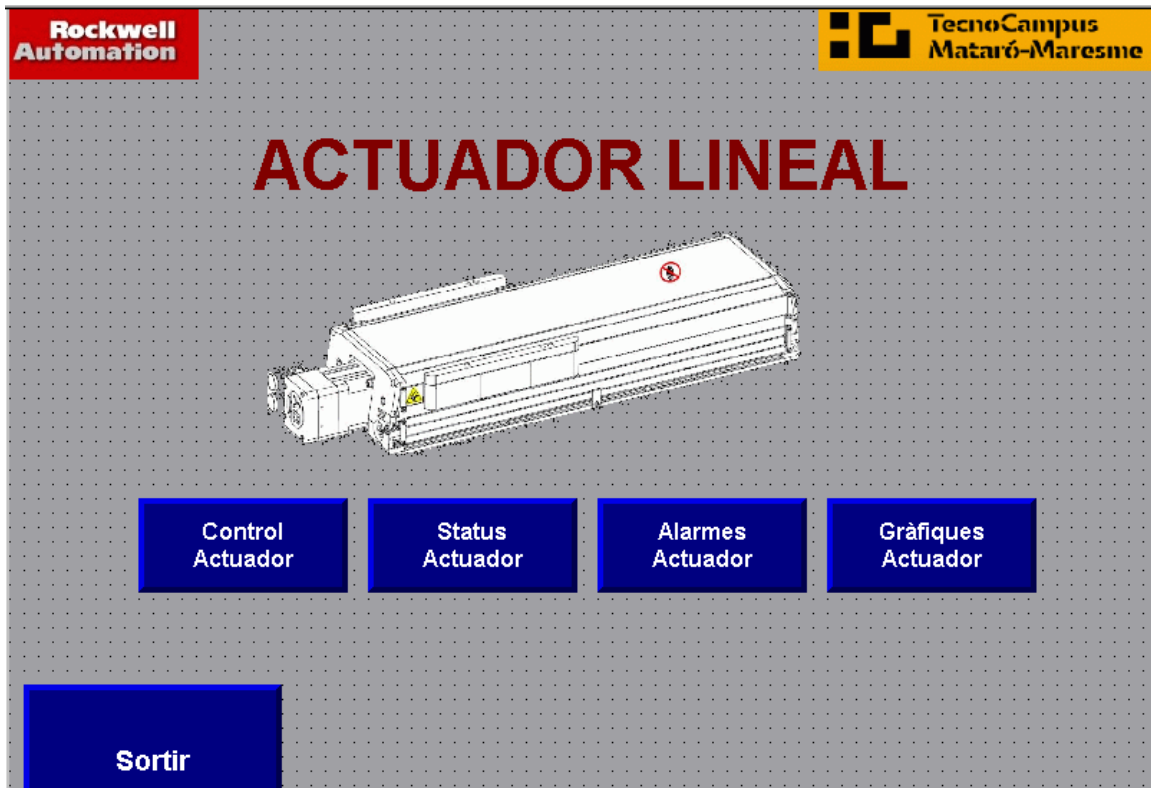 Rockwell
Automation
TecnoCampus
Mataró-Maresme
ACTUADOR LINEAL
Control
Actuador
Status
Actuador
Alarmes
Actuador
Gràfiques
Actuador
Sortir